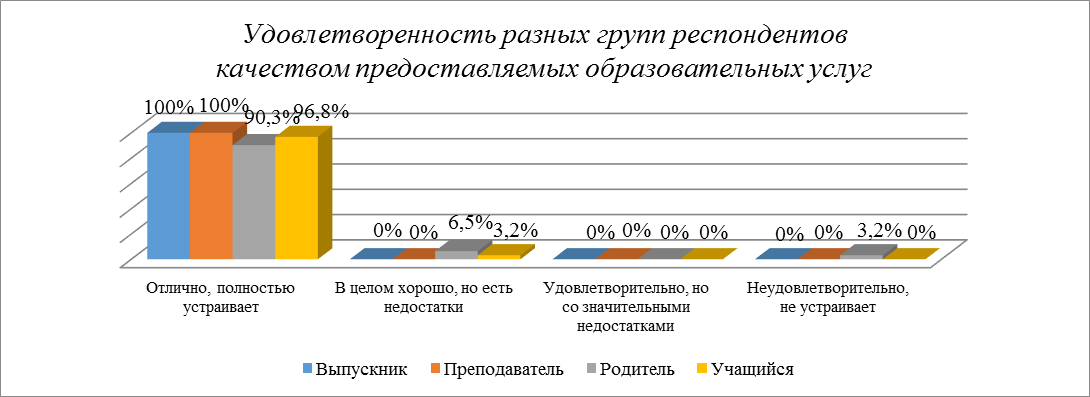 Удовлетворенность разных групп респондентов
качеством предоставляемых образовательных услуг
100% 100% 90,3% 96,8%
0% 0% 6,5% 3,2%
0% 0% 0% 0%
0% 0% 3,2% 0%
Отлично, полностью
устраивает
В целом хорошо, но есть
недостатки
Удовлетворительно, но
со значительными
недостатками
Неудовлетворительно,
не устраивает
Выпускник Преподаватель Родитель Учащийся